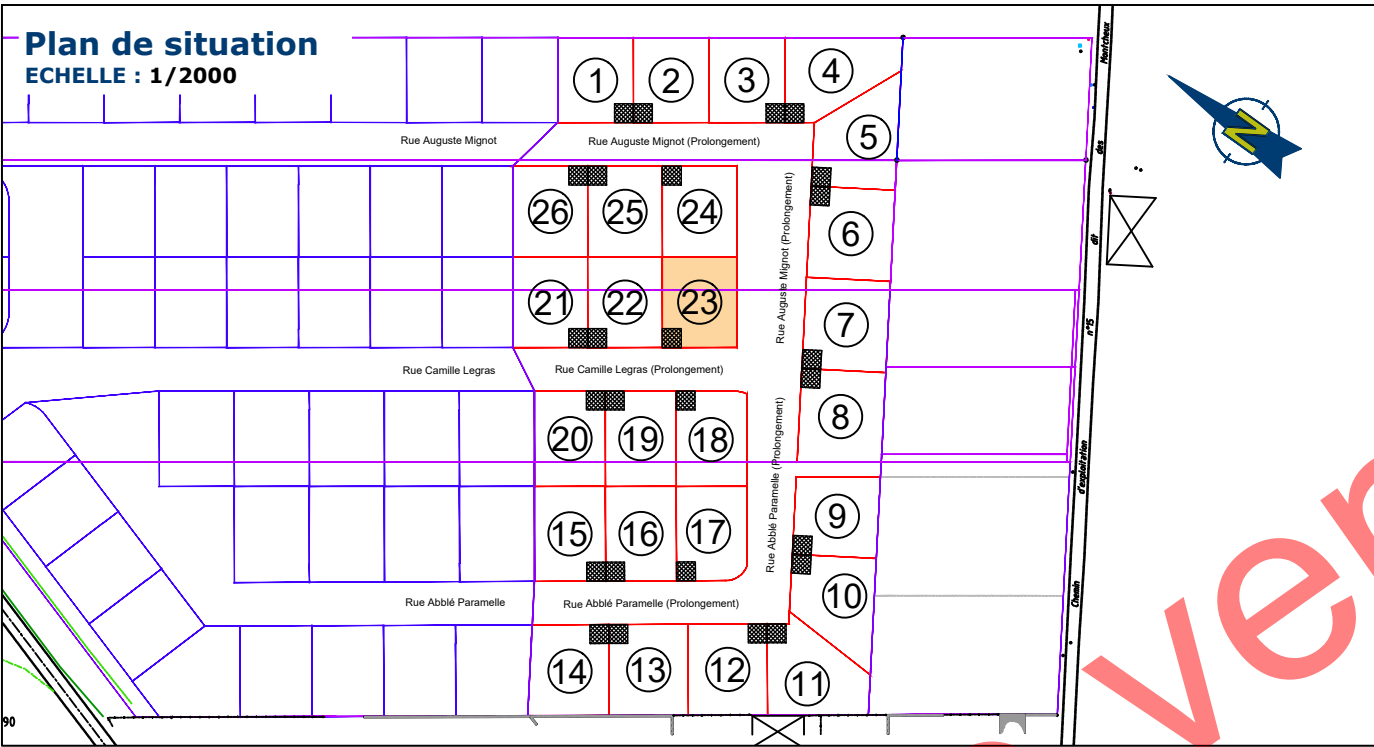 Plan de situation
ECHELLE : 1/2000
1
2
3
4
5
Rue Auguste Mignot
Rue Auguste Mignot (Prolongement)
26
25
24
6
Rue Auguste Mignot (Prolongement)
21
22
23
7
Rue Camille Legras
Rue Camille Legras (Prolongement)
8
20
19
18
Rue Abblé Paramelle (Prolongement)
15
16
17
9
10
Rue Abblé Paramelle
Rue Abblé Paramelle (Prolongement)
14
13
12
11
Chemin d'exploitation n°15 dit des Montcheux
N
90
ver